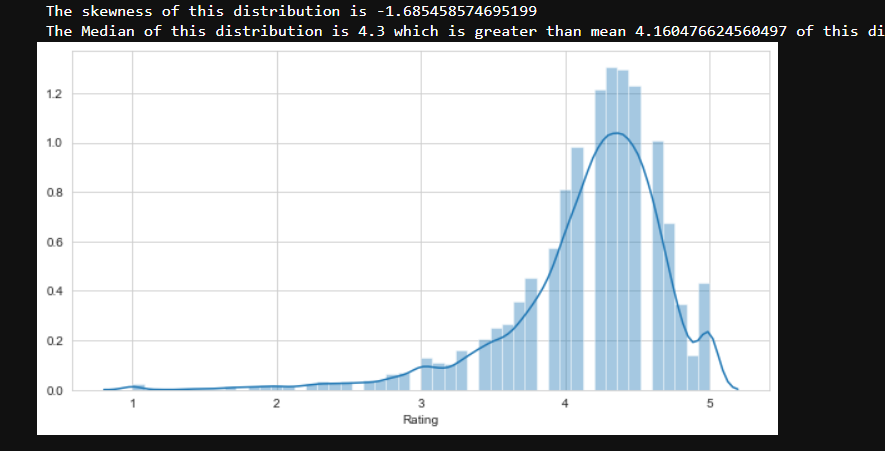 The skewness of this distribution is -1.685458574695199
The Median of this distribution is 4.3 which is greater than mean 4.160476624560497 of this di
1.2
1.0
0.8
0.6
0.4
0.2
0.0
1 2 3 4 5
Rating